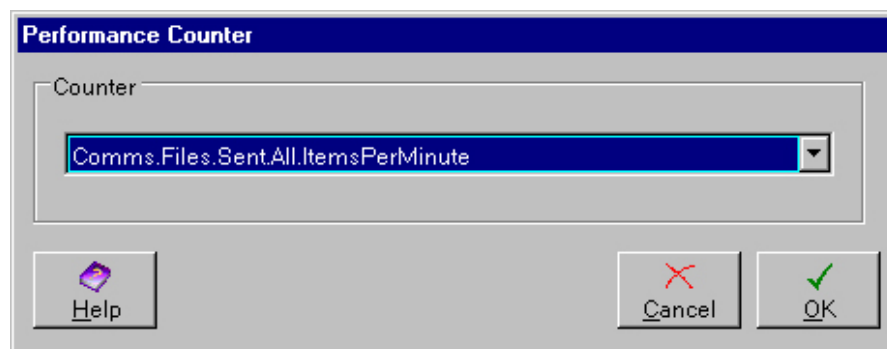 Performance Counter
Counter
Comms.Files.Sent.All.ItemsPerMinute
Help
Cancel
OK